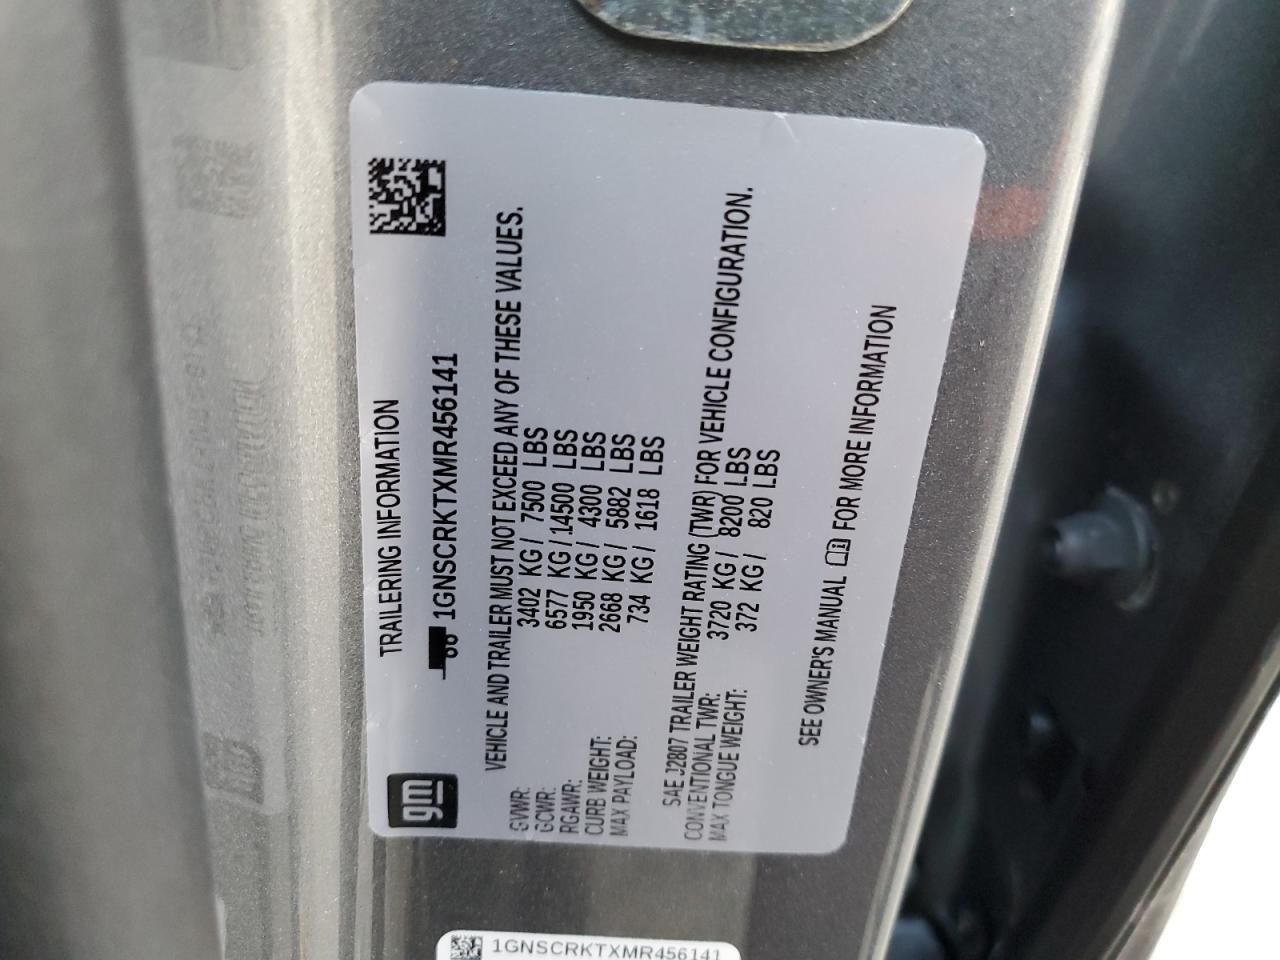 gm
TRAILERING INFORMATION
1GNSCRKTXMR456141
VEHICLE AND TRAILER MUST NOT EXCEED ANY OF THESE VALUES.
GVWR: 3402 KG / 7500 LBS
GCWR: 6577 KG / 14500 LBS
RGAWR: 1950 KG / 4300 LBS
CURB WEIGHT: 2668 KG / 5882 LBS
MAX PAYLOAD: 734 KG / 1618 LBS
SAE J2807 TRAILER WEIGHT RATING (TWR) FOR VEHICLE CONFIGURATION.
CONVENTIONAL TWR: 3720 KG / 8200 LBS
MAX TONGUE WEIGHT: 372 KG / 820 LBS
SEE OWNER'S MANUAL FOR MORE INFORMATION
1GNSCRKTXMR456141